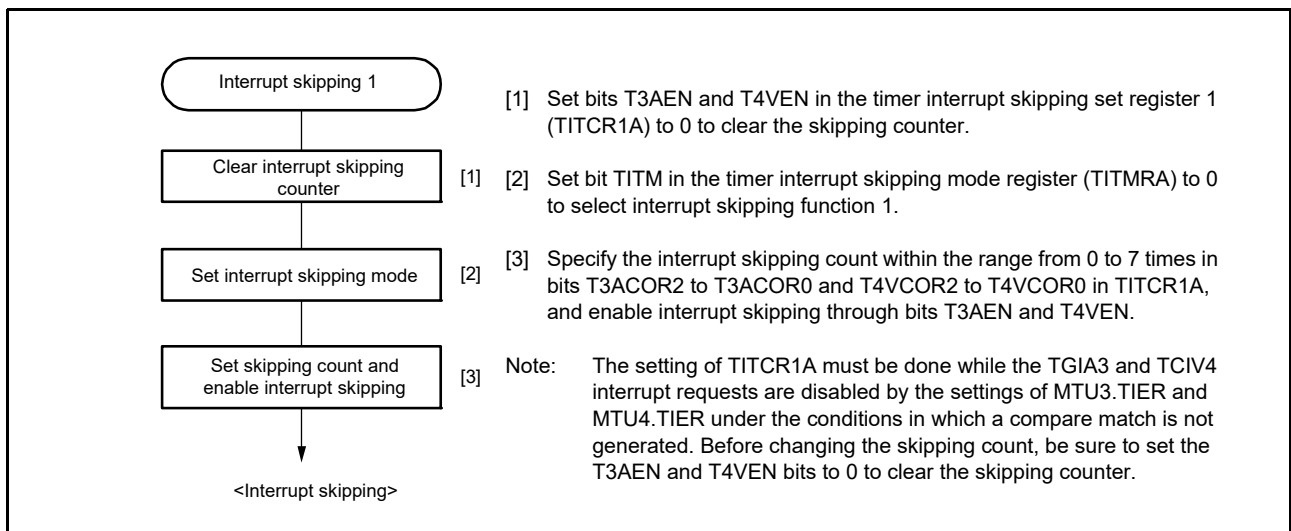 Interrupt skipping 1
Clear interrupt skipping
counter
[1]
Set interrupt skipping mode
[2]
Set skipping count and
enable interrupt skipping
[3]
<Interrupt skipping>
[1] Set bits T3AEN and T4VEN in the timer interrupt skipping set register 1
(TITCR1A) to 0 to clear the skipping counter.
[2] Set bit TITM in the timer interrupt skipping mode register (TITMRA) to 0
to select interrupt skipping function 1.
[3] Specify the interrupt skipping count within the range from 0 to 7 times in
bits T3ACOR2 to T3ACOR0 and T4VCOR2 to T4VCOR0 in TITCR1A,
and enable interrupt skipping through bits T3AEN and T4VEN.
Note: The setting of TITCR1A must be done while the TGIA3 and TCIV4
interrupt requests are disabled by the settings of MTU3.TIER and
MTU4.TIER under the conditions in which a compare match is not
generated. Before changing the skipping count, be sure to set the
T3AEN and T4VEN bits to 0 to clear the skipping counter.